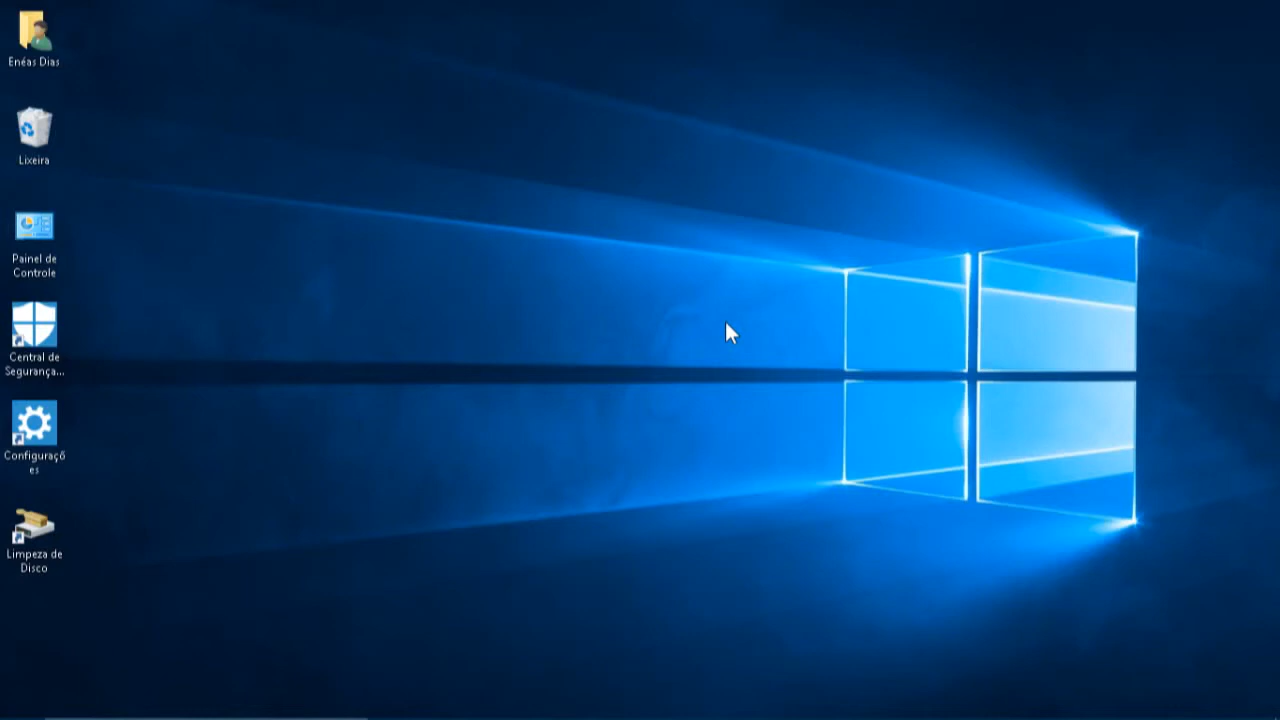 Enéas Dias
Lixeira
Painel de
Controle
Central de
Segurança...
Configuraçõ
es
Limpeza de
Disco